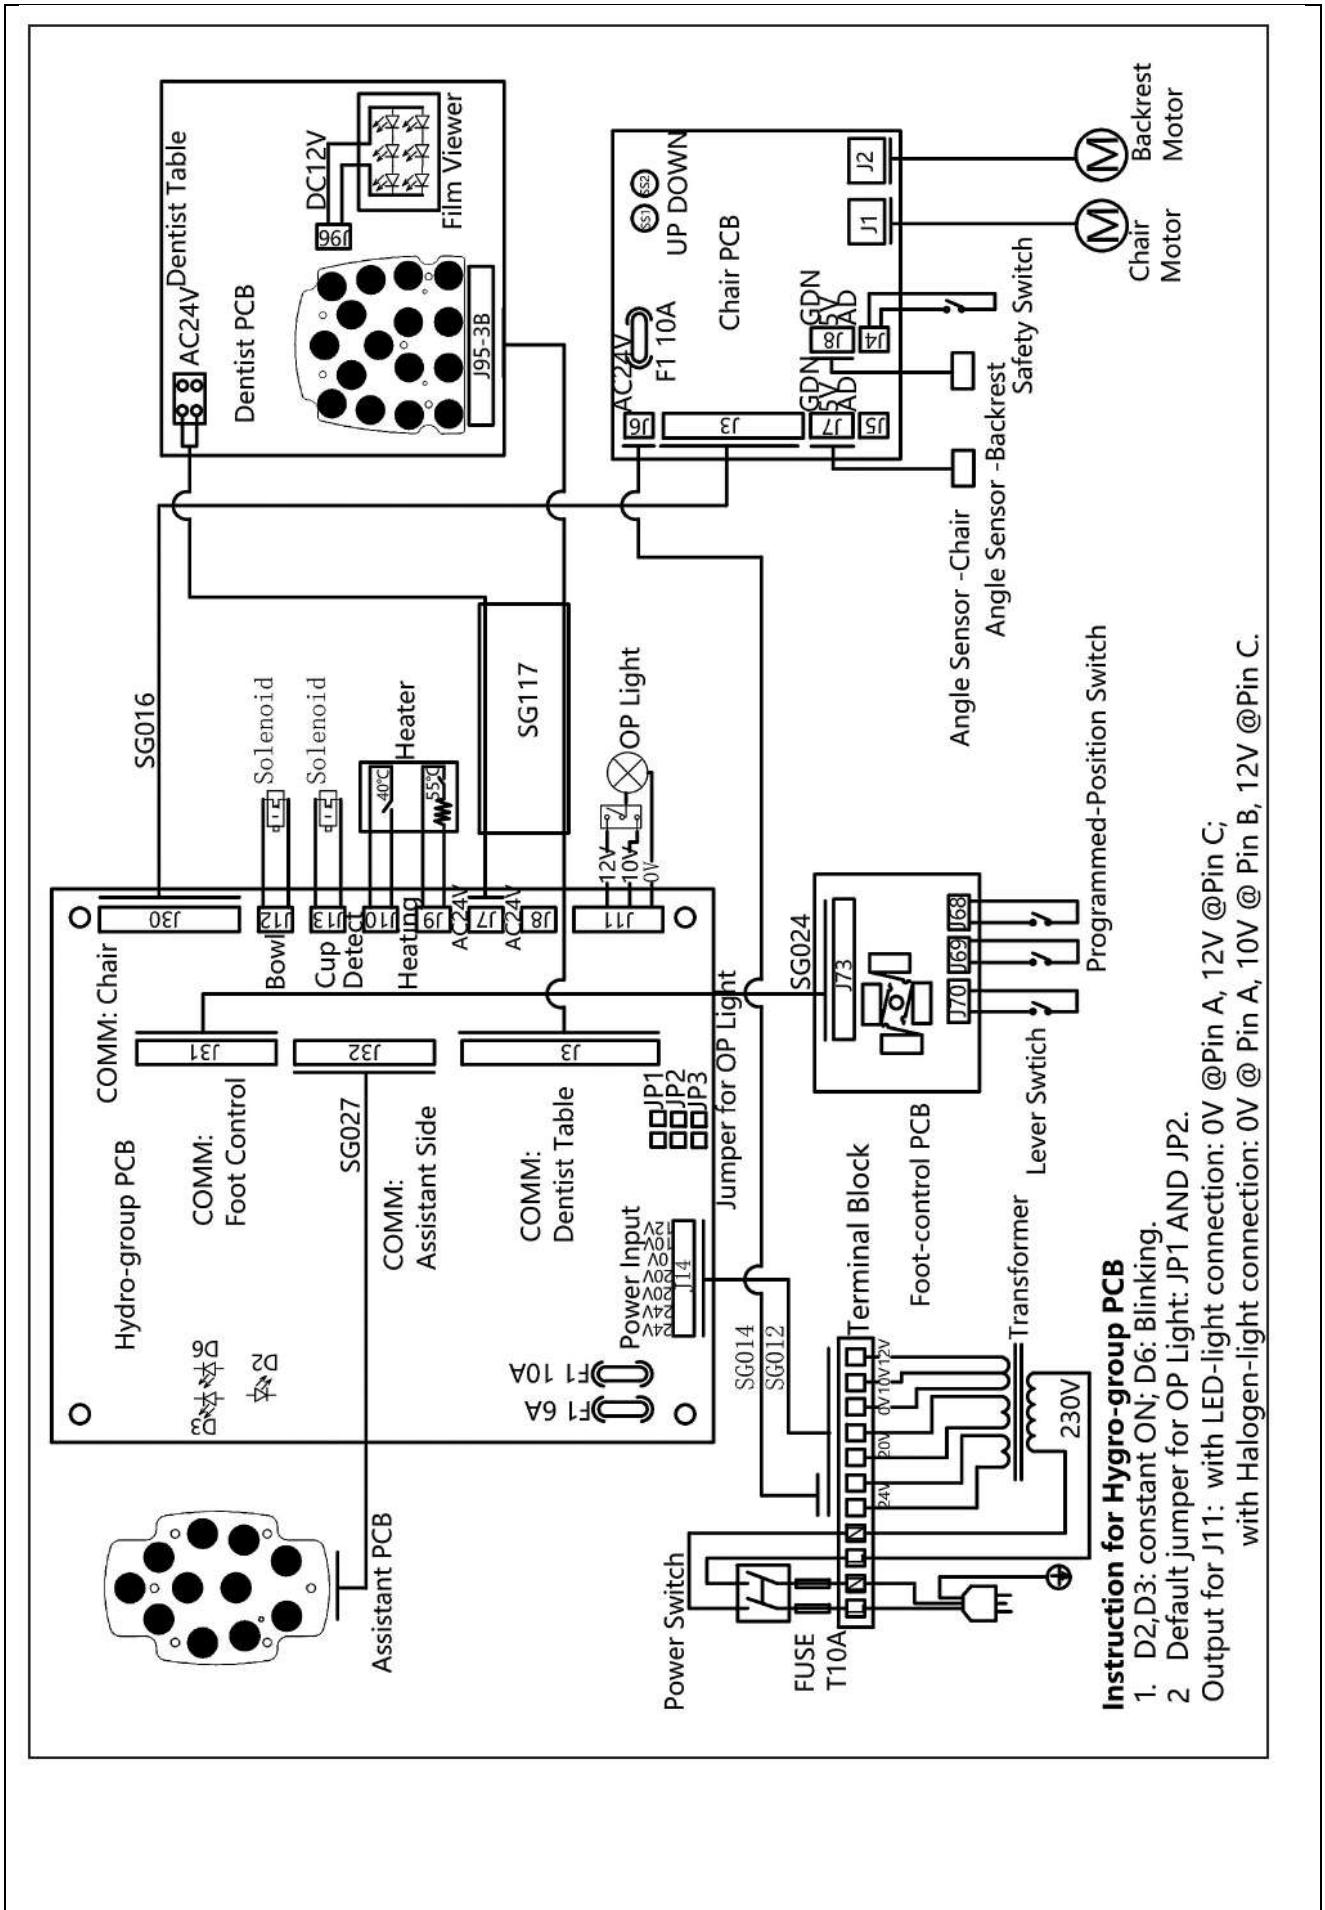 Assistant PCB
Hydro-group PCB
D3
D6
D2
F1 6A
F1 10A
COMM: Chair
COMM:
Foot Control
SG027
COMM:
Assistant Side
COMM:
Dentist Table
Power Input
24V
24V
20V
20V
0V
10V
12V
J14
JP1
JP2
JP3
Jumper for OP Light
J31
J32
J3
J30
Bowl
J12
Cup
Detect
J13
Heating
J10
J9
AC24V
J7
AC24V
J8
J11
SG016
Solenoid
Solenoid
40℃
55℃
Heater
SG117
12V
10V
0V
OP Light
AC24V
Dentist Table
Dentist PCB
J95-3B
DC12V
J96
Film Viewer
AC24V
J6
F1 10A
J3
Chair PCB
SS1
SS2
UP DOWN
GDN
5V
AD
J7
J5
GDN
5V
AD
J8
J4
J1
J2
Angle Sensor -Chair
Angle Sensor -Backrest
Safety Switch
Chair
Motor
M
Backrest
Motor
M
SG014
SG012
Power Switch
FUSE
T10A
Terminal Block
24V
20V
0V
10V
12V
Transformer
230V
SG024
J73
J70
J69
J68
Foot-control PCB
Lever Swtich
Programmed-Position Switch
Instruction for Hygro-group PCB
1. D2,D3: constant ON; D6: Blinking.
2 Default jumper for OP Light: JP1 AND JP2.
Output for J11: with LED-light connection: 0V @Pin A, 12V @Pin C;
with Halogen-light connection: 0V @ Pin A, 10V @ Pin B, 12V @Pin C.